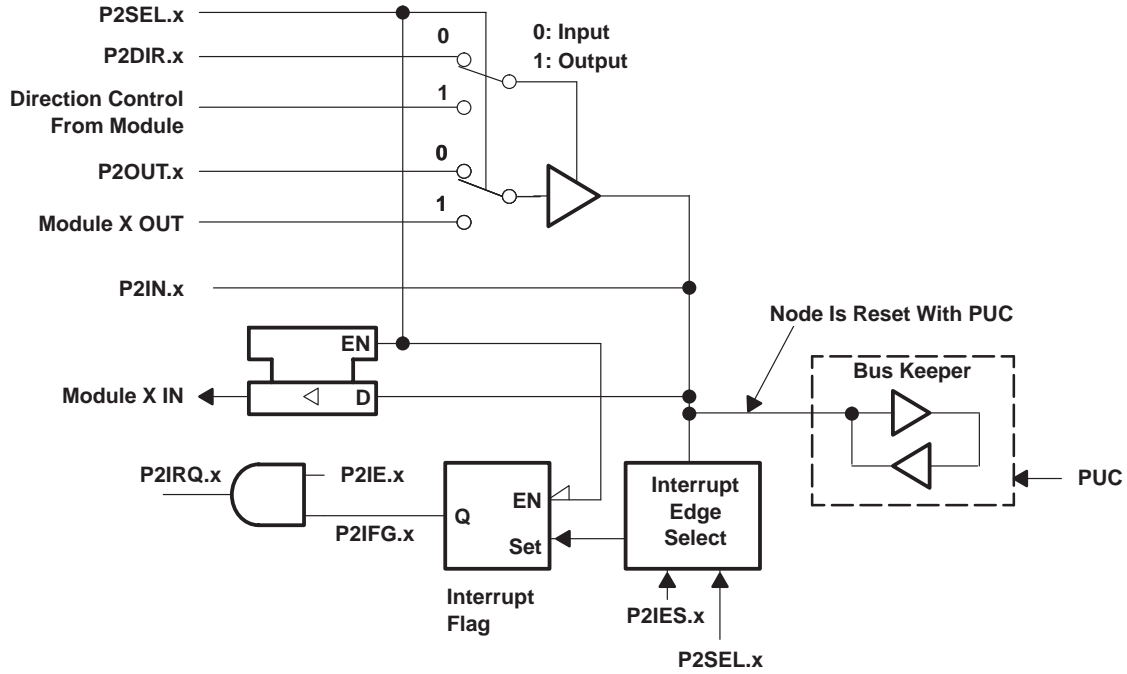 P2SEL.x
0
0: Input
1: Output
P2DIR.x
1
Direction Control
From Module
0
P2OUT.x
1
Module X OUT
P2IN.x
Node Is Reset With PUC
EN
Bus Keeper
Module X IN
D
P2IRQ.x
P2IE.x
PUC
Interrupt
Edge
Select
EN
Q
P2IFG.x
Set
Interrupt
Flag
P2IES.x
P2SEL.x